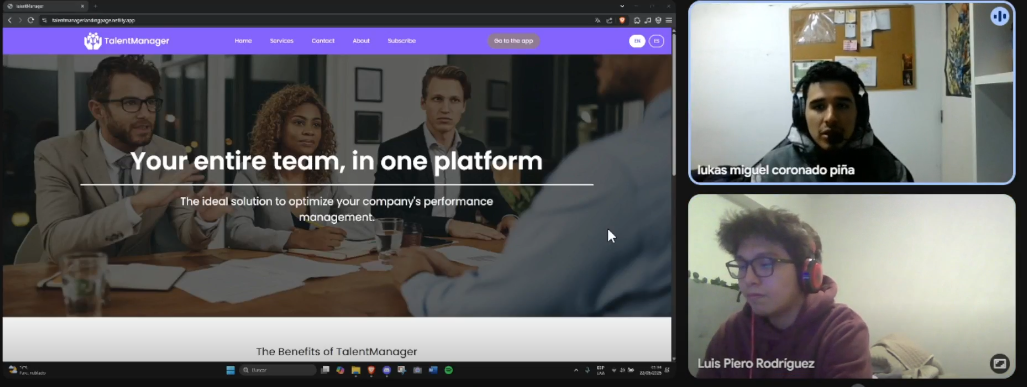 TalentManager
talentmanagerlandingpage.netlify.app
TalentManager
Home
Services
Contact
About
Subscribe
Go to the app
EN
ES
Your entire team, in one platform
The ideal solution to optimize your company's performance
management.
The Benefits of TalentManager
Buscar
ESP
lukas miguel coronado piña
Luis Piero Rodríguez